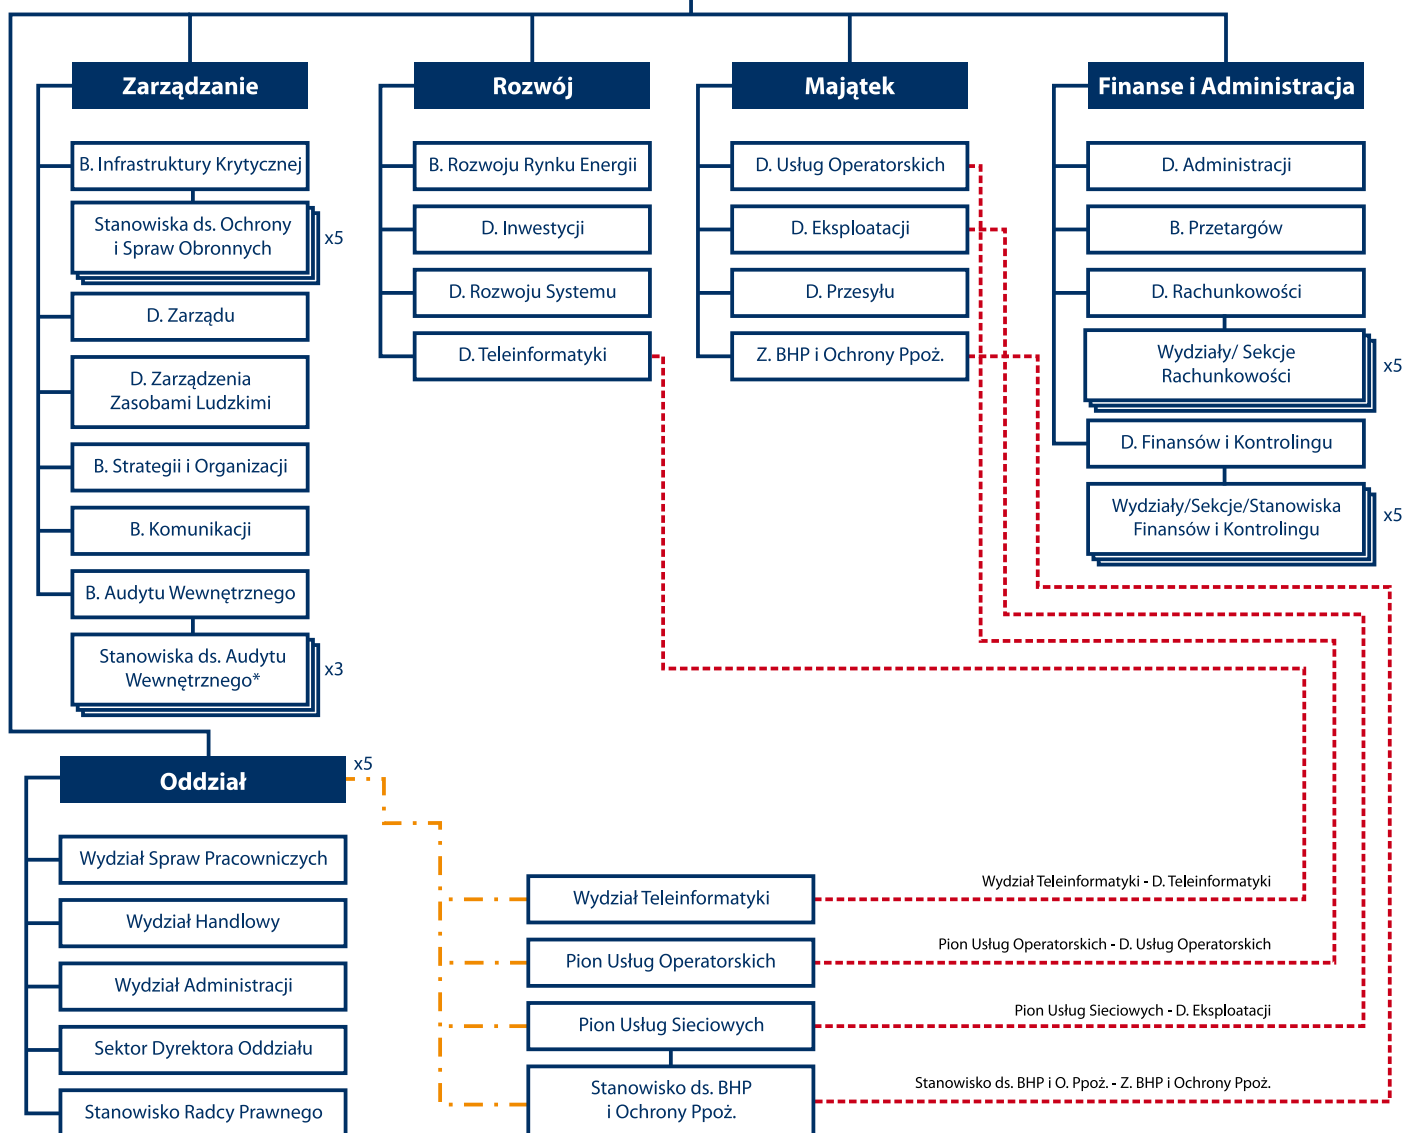 Zarządzanie
B. Infrastruktury Krytycznej
Stanowiska ds. Ochrony
i Spraw Obronnych
x5
D. Zarządu
D. Zarządzenia
Zasobami Ludzkimi
B. Strategii i Organizacji
B. Komunikacji
B. Audytu Wewnętrznego
Stanowiska ds. Audytu
Wewnętrznego*
x3
Rozwój
B. Rozwoju Rynku Energii
D. Inwestycji
D. Rozwoju Systemu
D. Teleinformatyki
Majątek
D. Usług Operatorskich
D. Eksploatacji
D. Przesyłu
Z. BHP i Ochrony Ppoż.
Finanse i Administracja
D. Administracji
B. Przetargów
D. Rachunkowości
Wydziały/ Sekcje
Rachunkowości
x5
D. Finansów i Kontrolingu
Wydziały/Sekcje/Stanowiska
Finansów i Kontrolingu
x5
Oddział
x5
Wydział Spraw Pracowniczych
Wydział Handlowy
Wydział Administracji
Sektor Dyrektora Oddziału
Stanowisko Radcy Prawnego
Wydział Teleinformatyki
Pion Usług Operatorskich
Pion Usług Sieciowych
Stanowisko ds. BHP
i Ochrony Ppoż.
Wydział Teleinformatyki - D. Teleinformatyki
Pion Usług Operatorskich - D. Usług Operatorskich
Pion Usług Sieciowych - D. Eksploatacji
Stanowisko ds. BHP i O. Ppoż. - Z. BHP i Ochrony Ppoż.